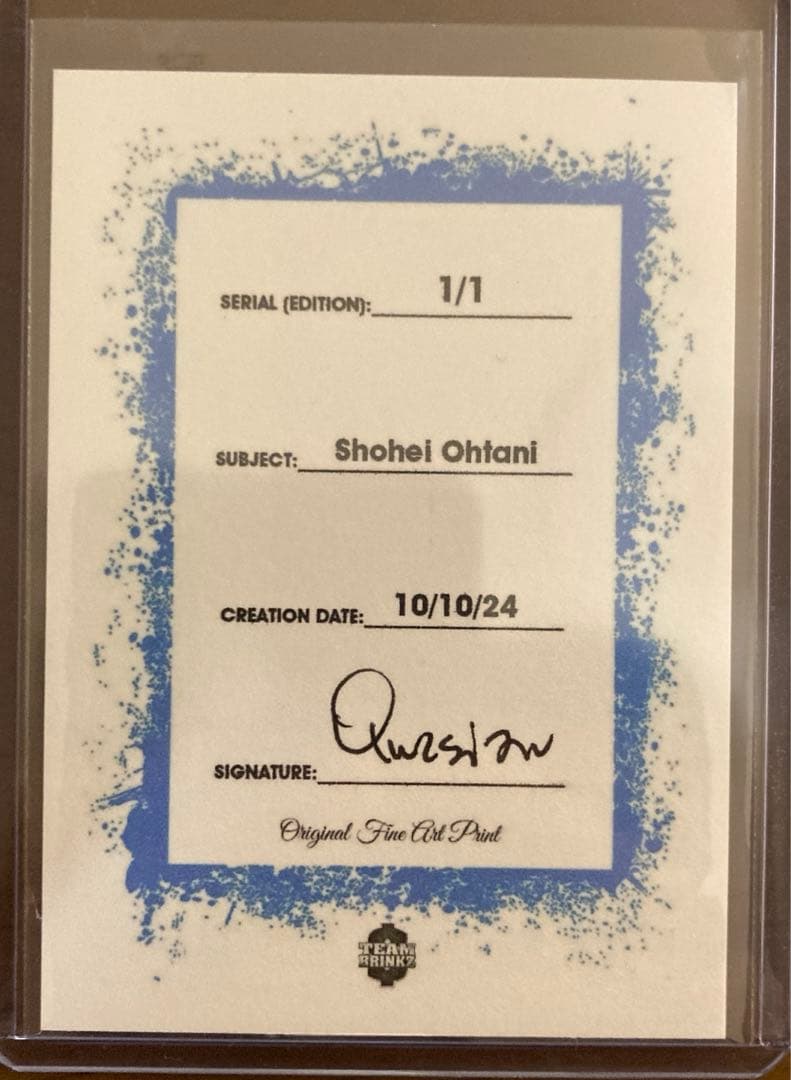 SERIAL (EDITION): 1/1
SUBJECT: Shohei Ohtani
CREATION DATE: 10/10/24
SIGNATURE:
Original Fine Art Print
TEAM
BRINKZ